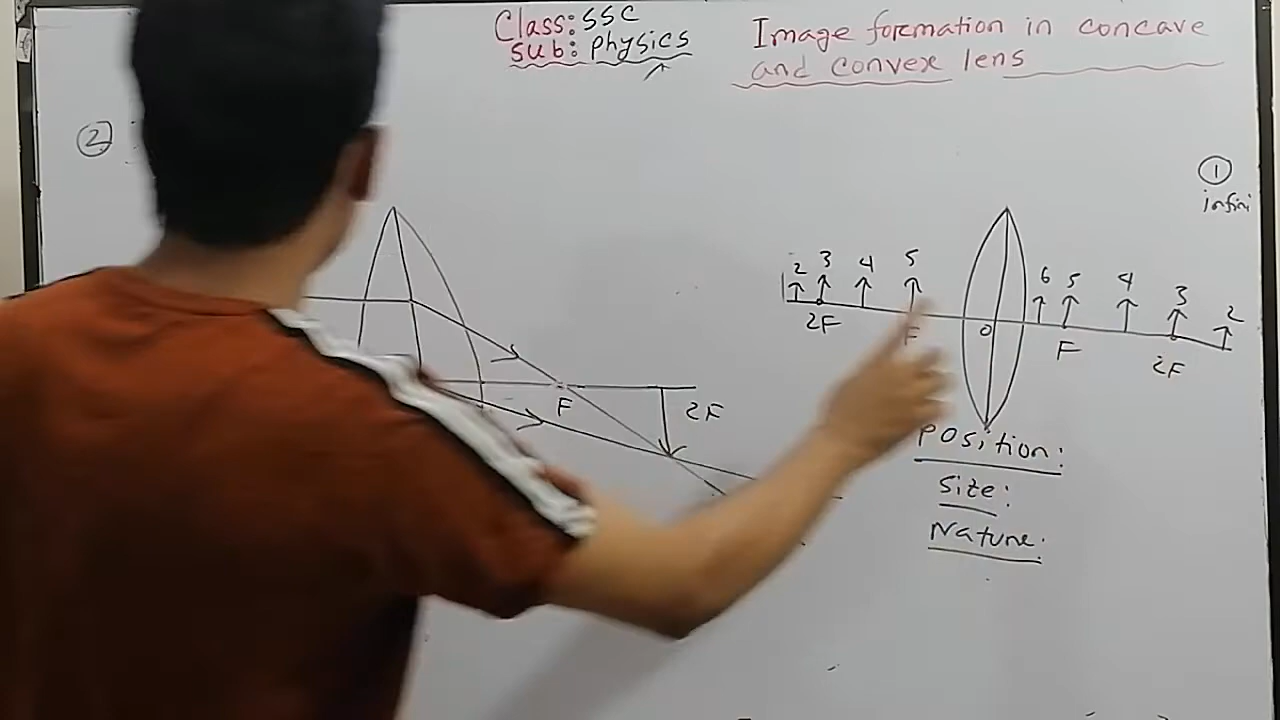 Class: SSC
Sub: physics
Image formation in concave
and convex lens
②
①
infini
2 3 4 5
2F F
O
6 5 4 3 2
F 2F
F 2F
Position:
Size:
Nature: